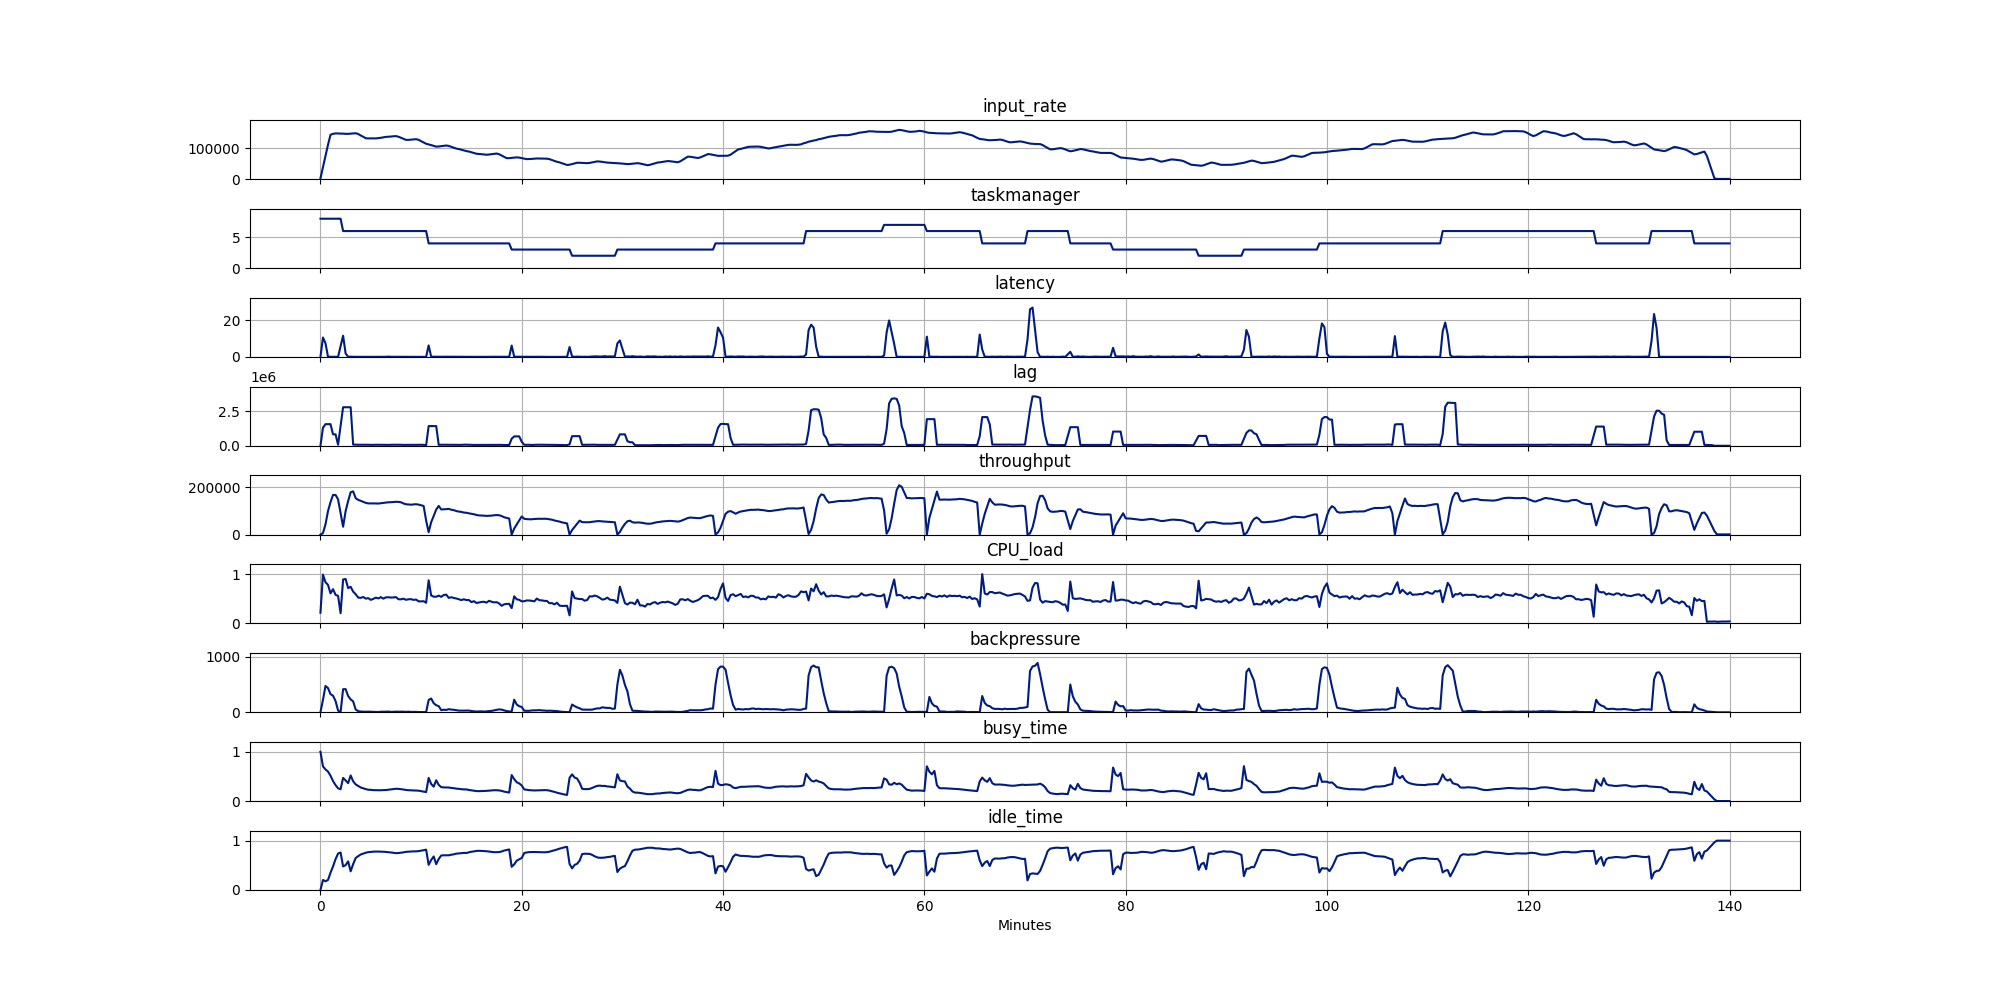 input_rate
100000
0
taskmanager
5
0
latency
20
0
lag
1e6
2.5
0.0
throughput
200000
0
CPU_load
1
0
backpressure
1000
0
busy_time
1
0
idle_time
1
0
0 20 40 60 80 100 120 140
Minutes